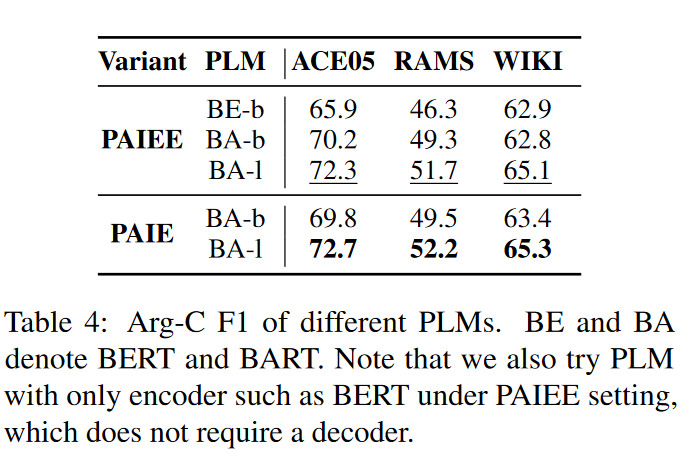 Variant PLM ACE05 RAMS WIKI
BE-b 65.9 46.3 62.9
PAIEE BA-b 70.2 49.3 62.8
BA-l 72.3 51.7 65.1
PAIE BA-b 69.8 49.5 63.4
BA-l 72.7 52.2 65.3
Table 4: Arg-C F1 of different PLMs. BE and BA
denote BERT and BART. Note that we also try PLM
with only encoder such as BERT under PAIEE setting,
which does not require a decoder.